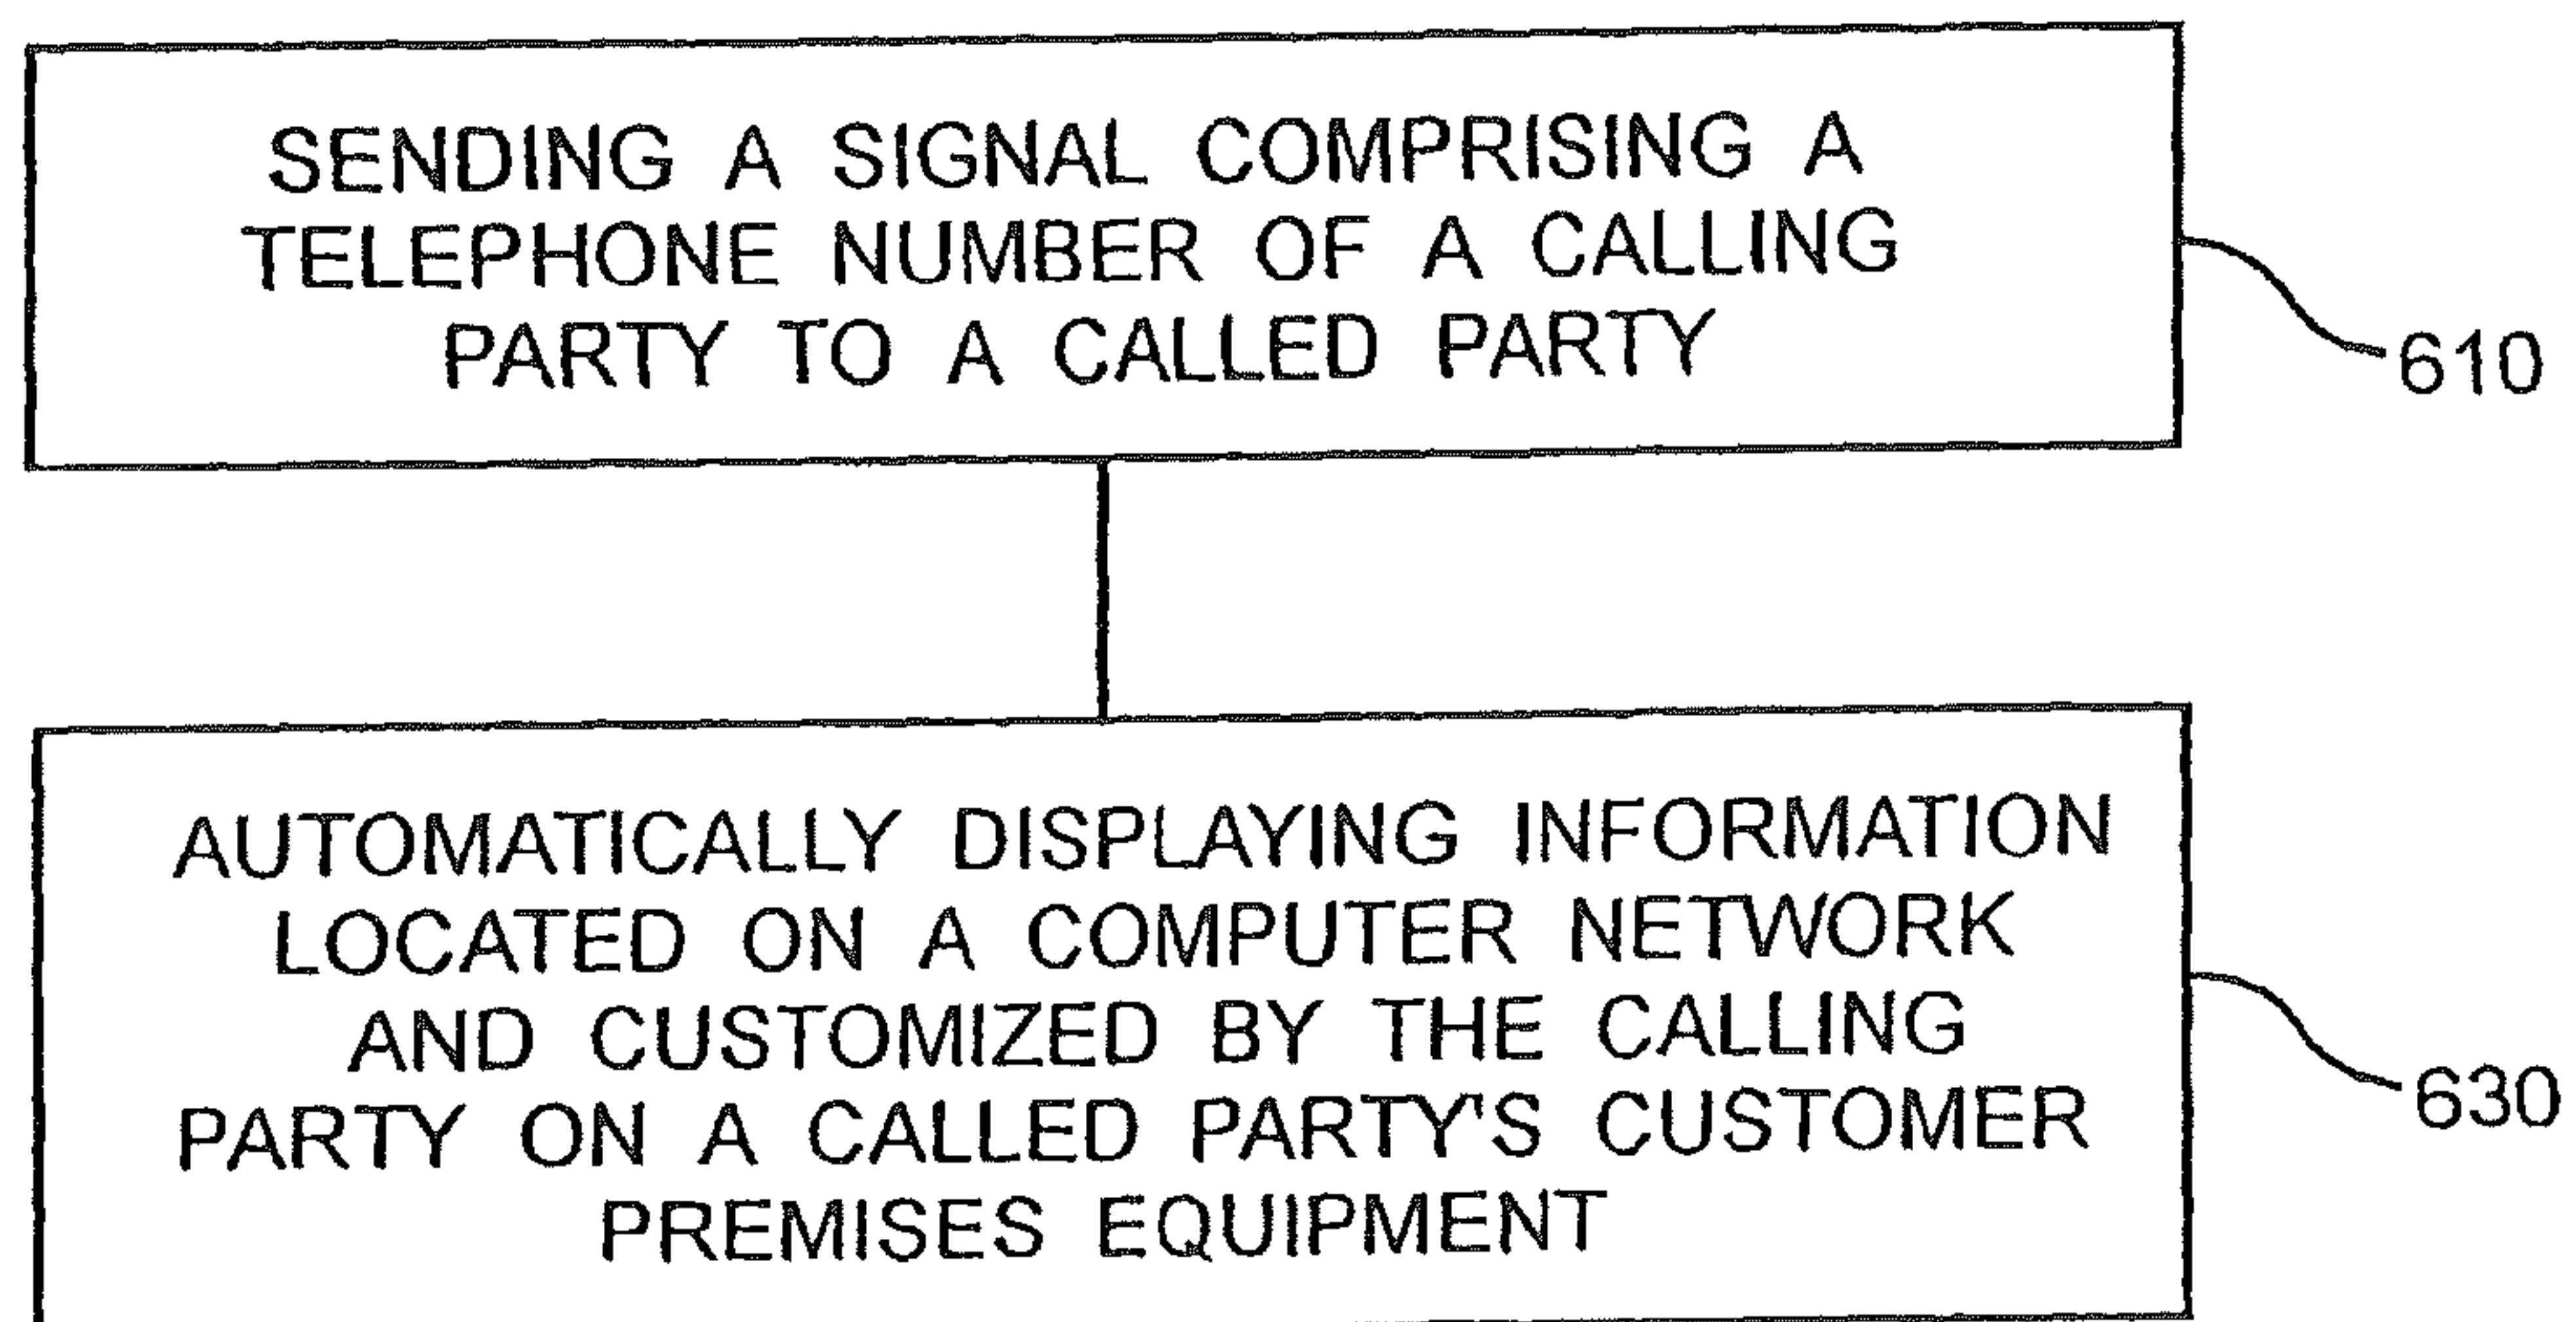 SENDING A SIGNAL COMPRISING A
TELEPHONE NUMBER OF A CALLING
PARTY TO A CALLED PARTY
610
AUTOMATICALLY DISPLAYING INFORMATION
LOCATED ON A COMPUTER NETWORK
AND CUSTOMIZED BY THE CALLING
PARTY ON A CALLED PARTY'S CUSTOMER
PREMISES EQUIPMENT
630